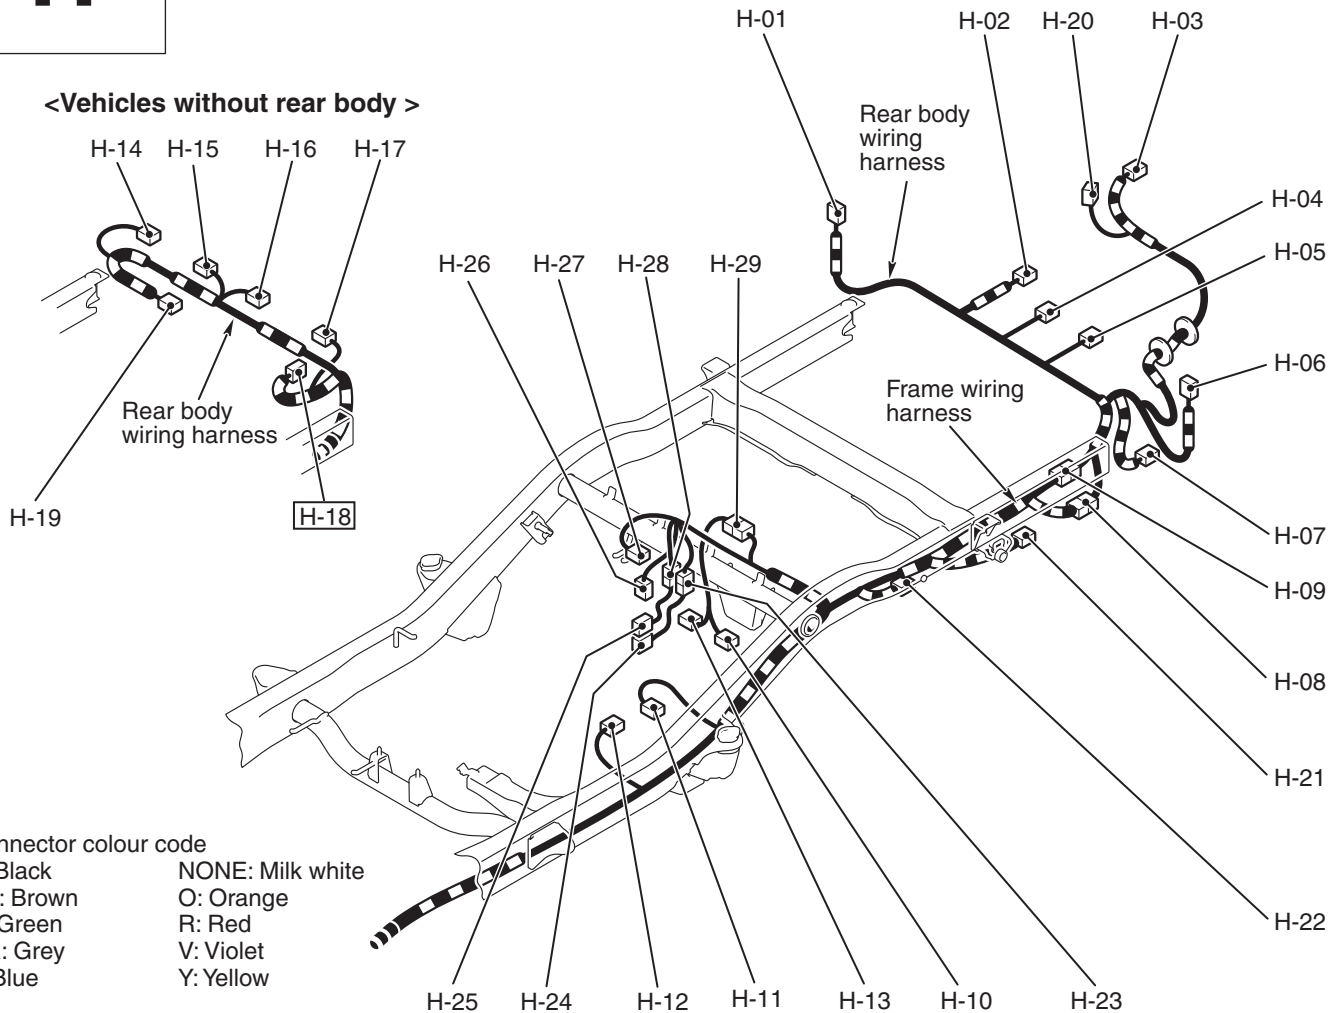 H-01
H-02
H-20
H-03
<Vehicles without rear body >
Rear body
wiring
harness
H-14
H-15
H-16
H-17
H-04
H-05
H-26
H-27
H-28
H-29
H-06
Rear body
wiring harness
Frame wiring
harness
H-19
H-18
H-07
H-09
H-08
H-21
nnector colour code
Black NONE: Milk white
: Brown O: Orange
Green R: Red
: Grey V: Violet
Blue Y: Yellow
H-22
H-25
H-24
H-12
H-11
H-13
H-10
H-23